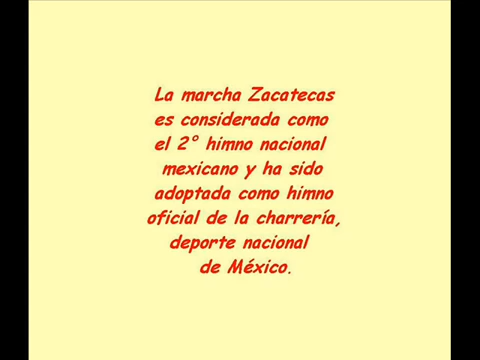 La marcha Zacatecas
es considerada como
el 2° himno nacional
mexicano y ha sido
adoptada como himno
oficial de la charrería,
deporte nacional
de México.